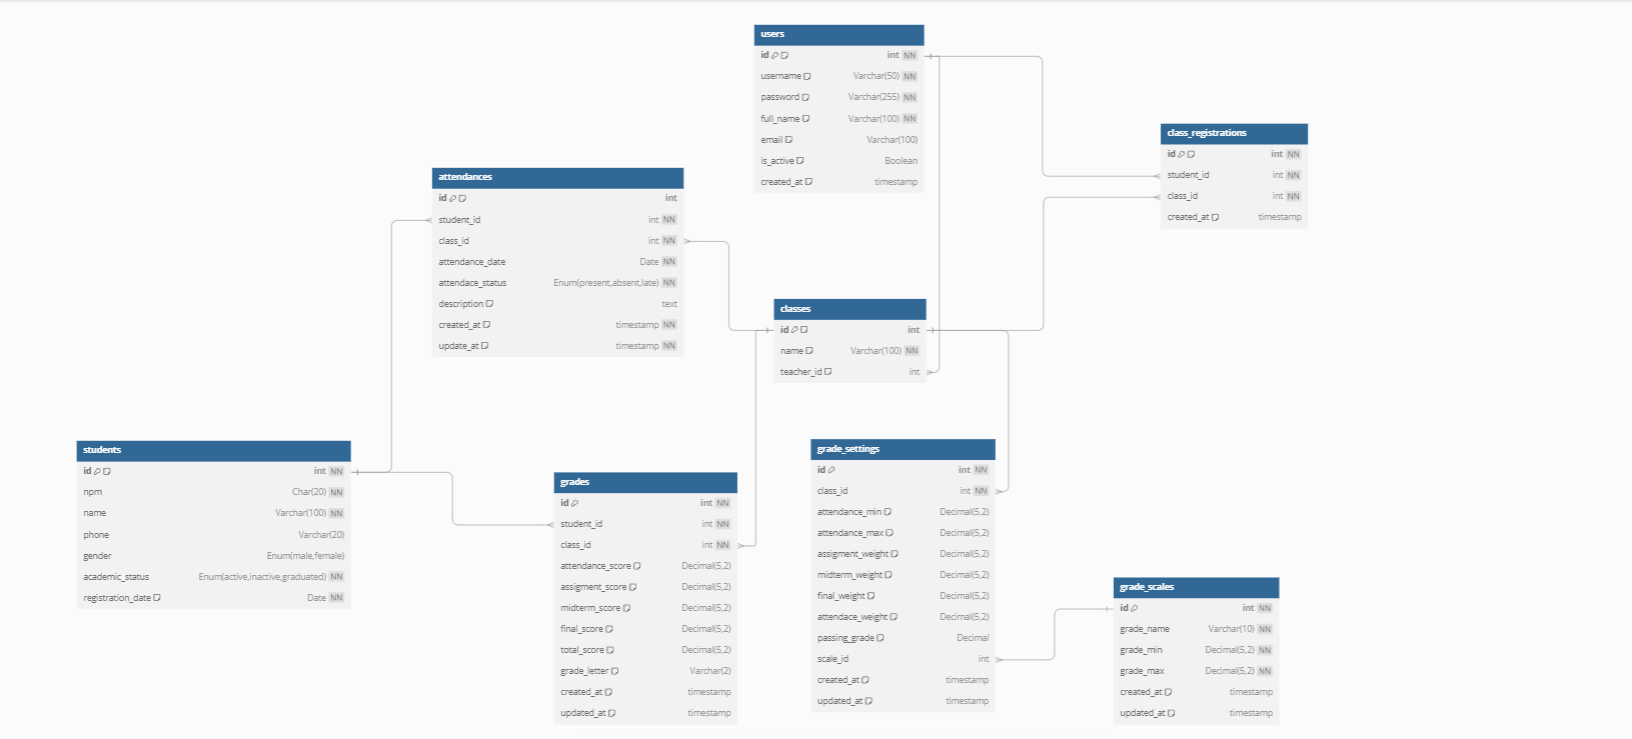 users
id int NN
username Varchar(50) NN
password Varchar(255) NN
full_name Varchar(100) NN
email Varchar(100)
is_active Boolean
created_at timestamp
class_registrations
id int NN
student_id int NN
class_id int NN
created_at timestamp
attendances
id int
student_id int NN
class_id int NN
attendance_date Date NN
attendace_status Enum(present,absent,late) NN
description text
created_at timestamp NN
update_at timestamp NN
classes
id int
name Varchar(100) NN
teacher_id int
students
id int NN
npm Char(20) NN
name Varchar(100) NN
phone Varchar(20)
gender Enum(male,female)
academic_status Enum(active,inactive,graduated) NN
registration_date Date NN
grades
id int NN
student_id int NN
class_id int NN
attendance_score Decimal(5,2)
assigment_score Decimal(5,2)
midterm_score Decimal(5,2)
final_score Decimal(5,2)
total_score Decimal(5,2)
grade_letter Varchar(2)
created_at timestamp
updated_at timestamp
grade_settings
id int NN
class_id int NN
attendance_min Decimal(5,2)
attendance_max Decimal(5,2)
assigment_weight Decimal(5,2)
midterm_weight Decimal(5,2)
final_weight Decimal(5,2)
attendace_weight Decimal(5,2)
passing_grade Decimal
scale_id int
created_at timestamp
updated_at timestamp
grade_scales
id int NN
grade_name Varchar(10) NN
grade_min Decimal(5,2) NN
grade_max Decimal(5,2) NN
created_at timestamp
updated_at timestamp